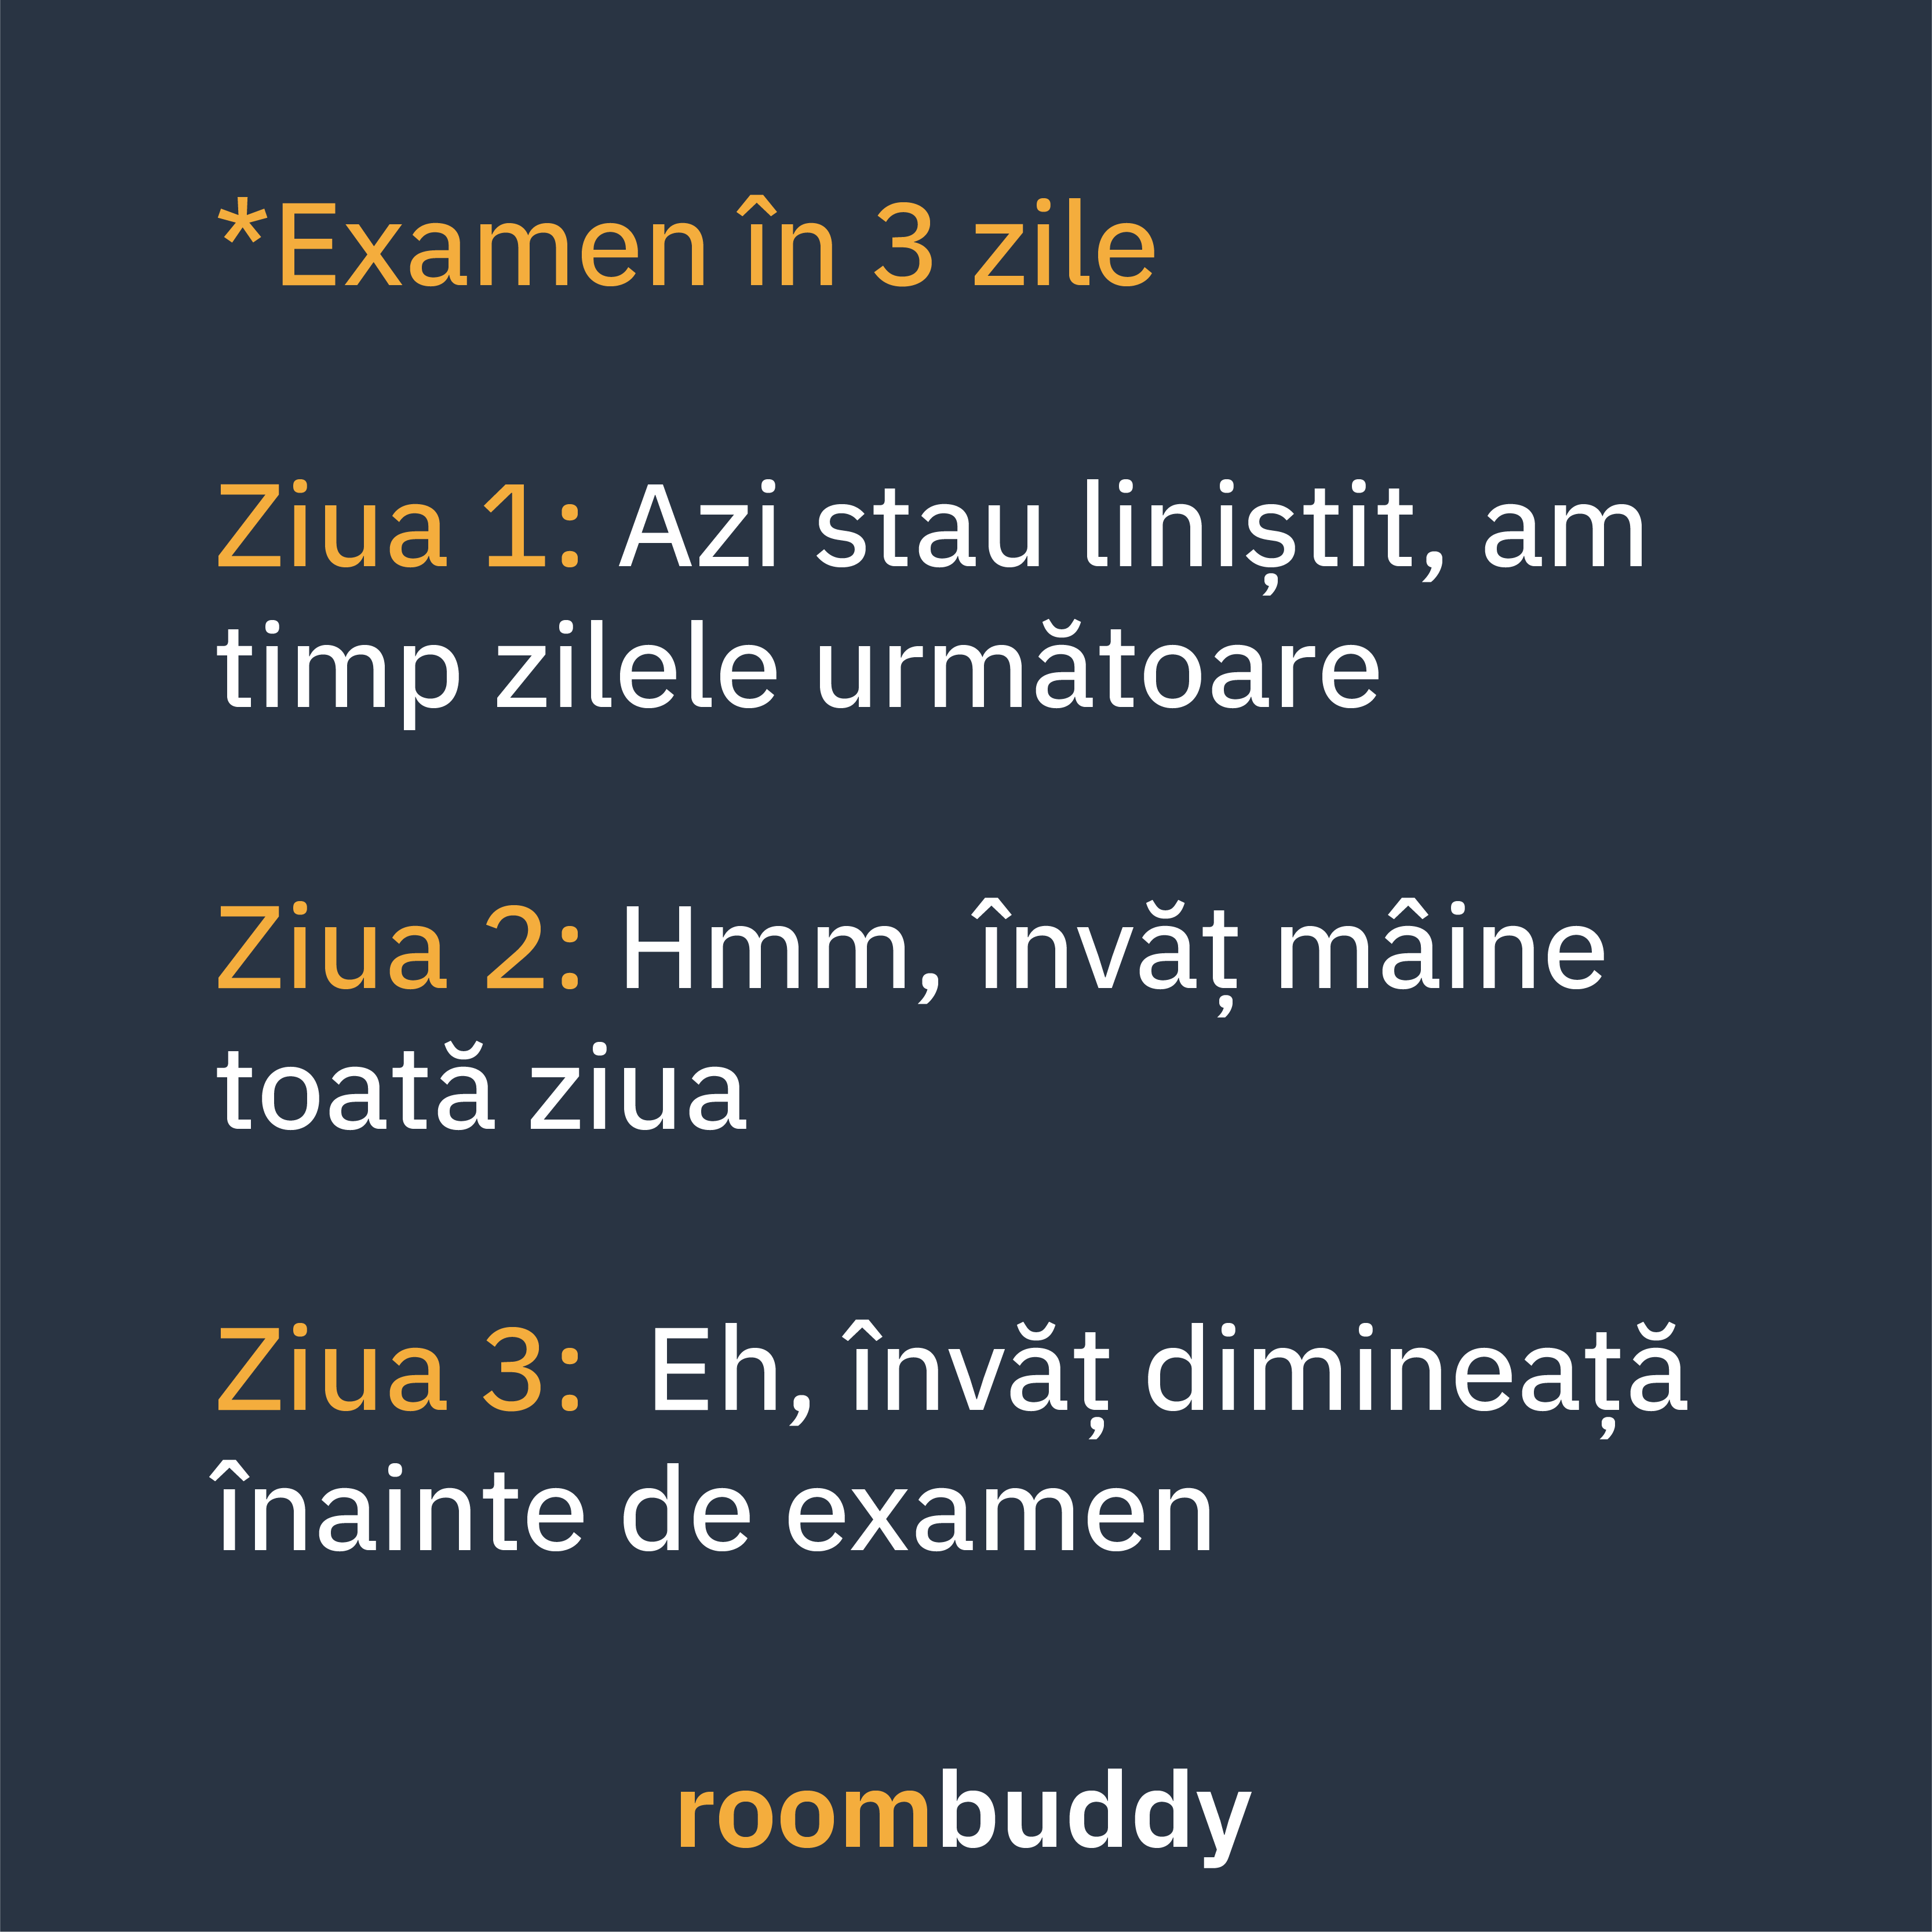 *Examen în 3 zile
Ziua 1: Azi stau liniștit, am
timp zilele următoare
Ziua 2: Hmm, învăț mâine
toată ziua
Ziua 3: Eh, învăț dimineață
înainte de examen
roombuddy